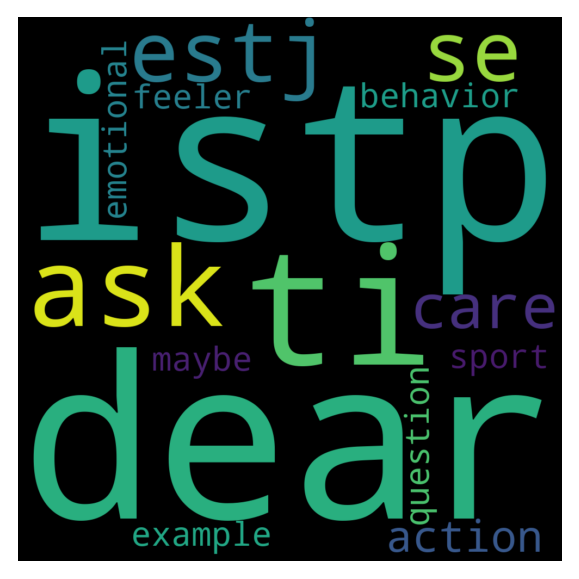 estj
se
emotional
feeler
behavior
istp
ask
ti
care
maybe
sport
dear
question
example
action